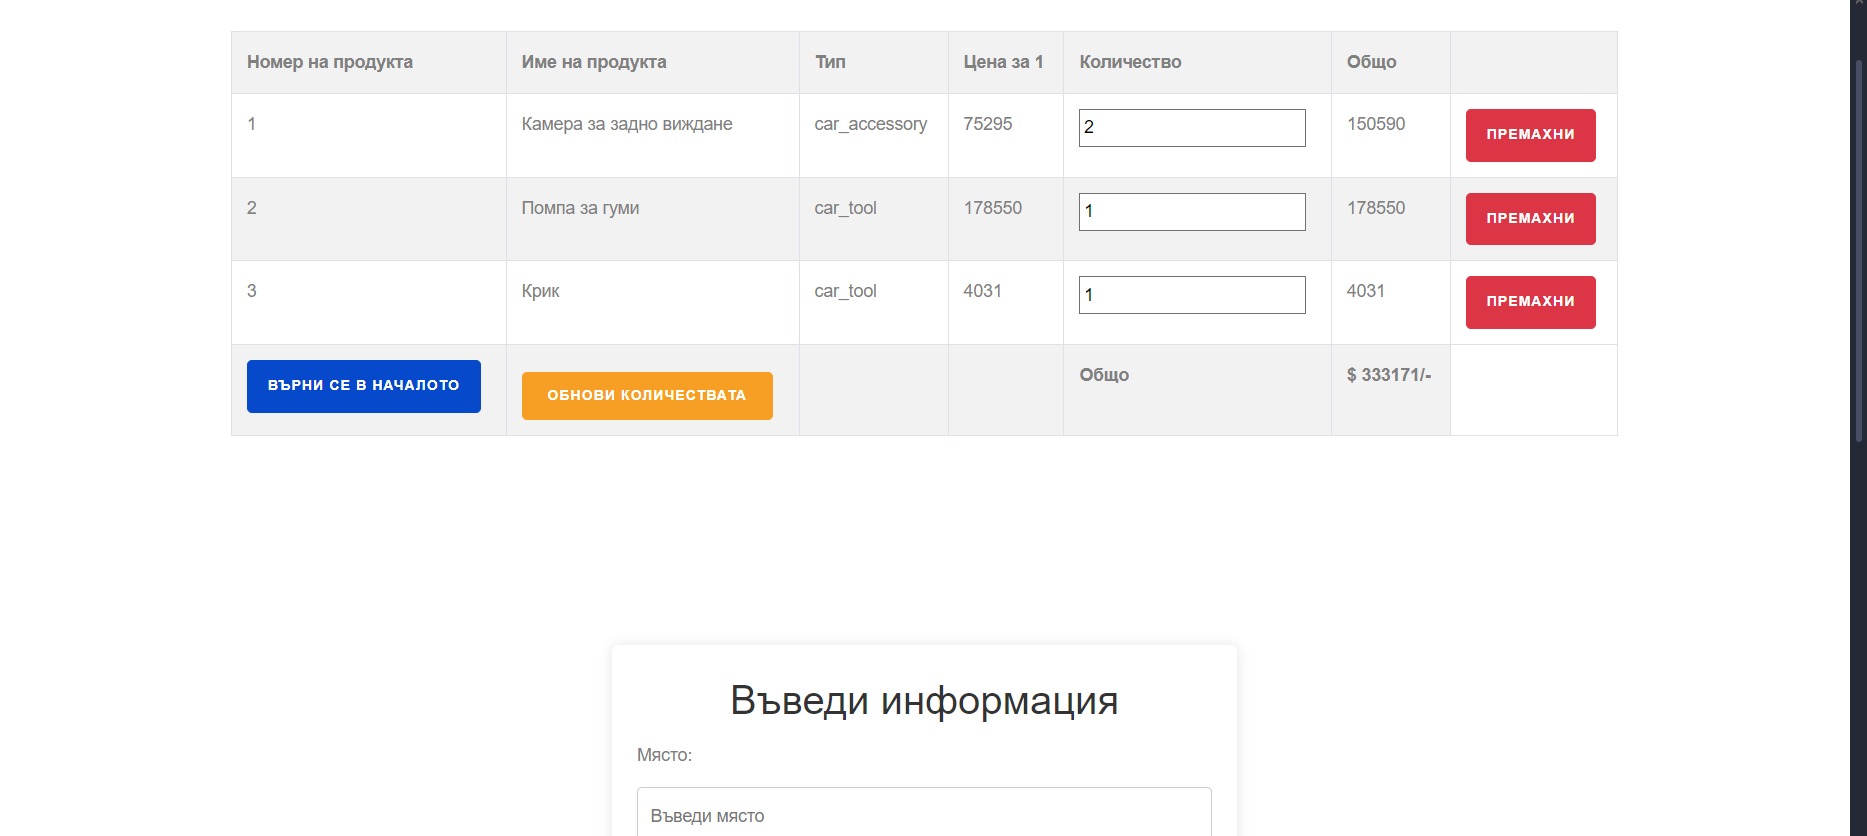 Номер на продукта Име на продукта Тип Цена за 1 Количество Общо
1 Камера за задно виждане car_accessory 75295 2 150590 ПРЕМАХНИ
2 Помпа за гуми car_tool 178550 1 178550 ПРЕМАХНИ
3 Крик car_tool 4031 1 4031 ПРЕМАХНИ
ВЪРНИ СЕ В НАЧАЛОТО ОБНОВИ КОЛИЧЕСТВАТА Общо $ 333171/-
Въведи информация
Място:
Въведи място